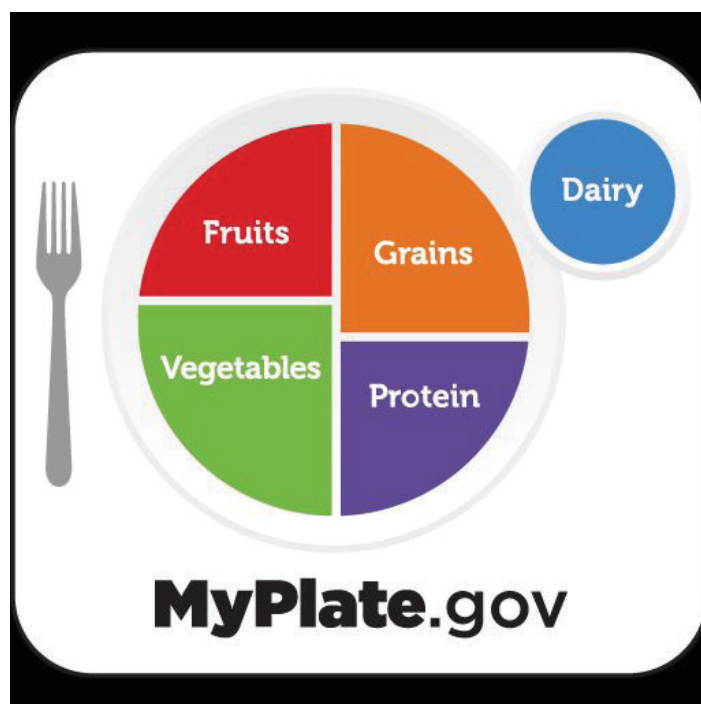 Fruits
Grains
Dairy
Vegetables
Protein
MyPlate.gov